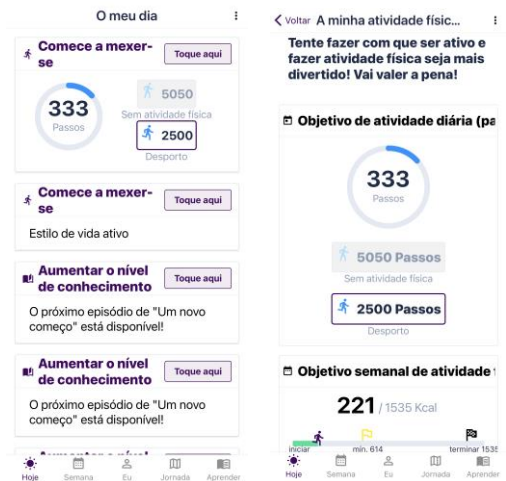 O meu dia
Comece a mexer-
se
Toque aqui
333
Passos
5050
Sem atividade física
2500
Desporto
Comece a mexer-
se
Toque aqui
Estilo de vida ativo
Aumentar o nível
de conhecimento
Toque aqui
O próximo episódio de "Um novo
começo" está disponível!
Aumentar o nível
de conhecimento
Toque aqui
O próximo episódio de "Um novo
começo" está disponível!
Hoje
Semana
Eu
Jornada
Aprender
Voltar
A minha atividade físic...
Tente fazer com que ser ativo e
fazer atividade física seja mais
divertido! Vai valer a pena!
Objetivo de atividade diária (pa
333
Passos
5050 Passos
Sem atividade física
2500 Passos
Desporto
Objetivo semanal de atividade
221 / 1535 Kcal
iniciar
min. 614
terminar 1535
Hoje
Semana
Eu
Jornada
Aprender